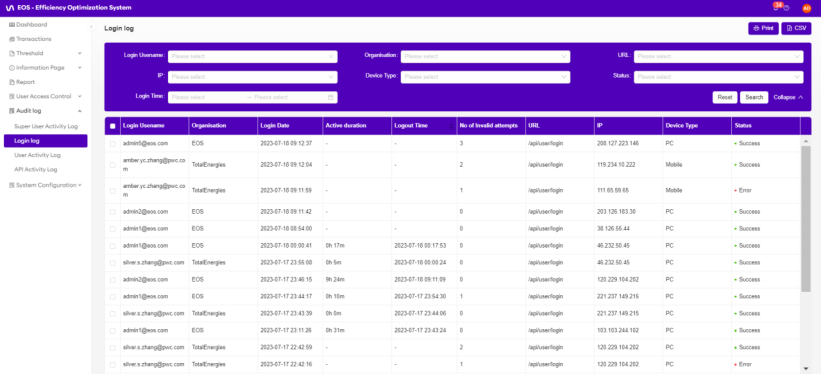 EOS - Efficiency Optimization System
34
AD
Dashboard
Transactions
Threshold
Information Page
Report
User Access Control
Audit log
Super User Activity Log
Login log
User Activity Log
API Activity Log
System Configuration
Login log
Print
CSV
Login Usename: Please select
Organisation: Please select
URL: Please select
IP: Please select
Device Type: Please select
Status: Please select
Login Time: Please select Please select
Reset Search Collapse
Login Usename Organisation Login Date Active duration Logout Time No of Invalid attempts URL IP Device Type Status
EOS 2023-07-18 09:12:37 - - 3 /api/user/login 208.127.223.146 PC Success
amber.yc.zhang@pwc.co
m
TotalEnergies 2023-07-18 09:12:04 - - 2 /api/user/login 119.234.10.222 Mobile Success
amber.yc.zhang@pwc.co
m
TotalEnergies 2023-07-18 09:11:59 - - 1 /api/user/login 111.65.59.65 Mobile Error
admin2@eos.com EOS 2023-07-18 09:11:42 - - 0 /api/user/login 203.126.183.30 PC Success
admin1@eos.com EOS 2023-07-18 08:54:00 - - 0 /api/user/login 38.126.55.44 PC Success
admin1@eos.com EOS 2023-07-18 00:00:41 0h 17m 2023-07-18 00:17:53 0 /api/user/login 46.232.50.45 PC Success
silver.s.zhang@pwc.com TotalEnergies 2023-07-17 23:55:08 0h 5m 2023-07-18 00:00:24 0 /api/user/login 46.232.50.45 PC Success
admin2@eos.com EOS 2023-07-17 23:46:15 9h 24m 2023-07-18 09:11:09 0 /api/user/login 120.229.104.202 PC Success
admin1@eos.com EOS 2023-07-17 23:44:17 0h 10m 2023-07-17 23:54:30 1 /api/user/login 221.237.149.215 PC Success
silver.s.zhang@pwc.com TotalEnergies 2023-07-17 23:43:39 0h 0m 2023-07-17 23:44:06 0 /api/user/login 221.237.149.215 PC Success
admin1@eos.com EOS 2023-07-17 23:11:26 0h 31m 2023-07-17 23:43:24 0 /api/user/login 103.103.244.102 PC Success
silver.s.zhang@pwc.com TotalEnergies 2023-07-17 22:42:59 - - 2 /api/user/login 120.229.104.202 PC Success
silver.s.zhang@pwc.com TotalEnergies 2023-07-17 22:42:16 - - 1 /api/user/login 120.229.104.202 PC Error